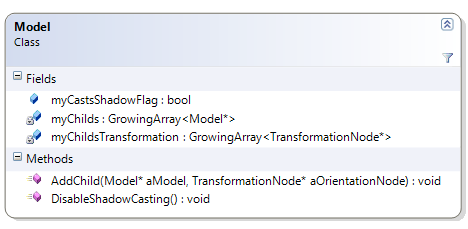 Model
Class
Fields
myCastsShadowFlag : bool
myChilds : GrowingArray<Model*>
myChildsTransformation : GrowingArray<TransformationNode*>
Methods
AddChild(Model* aModel, TransformationNode* aOrientationNode) : void
DisableShadowCasting() : void